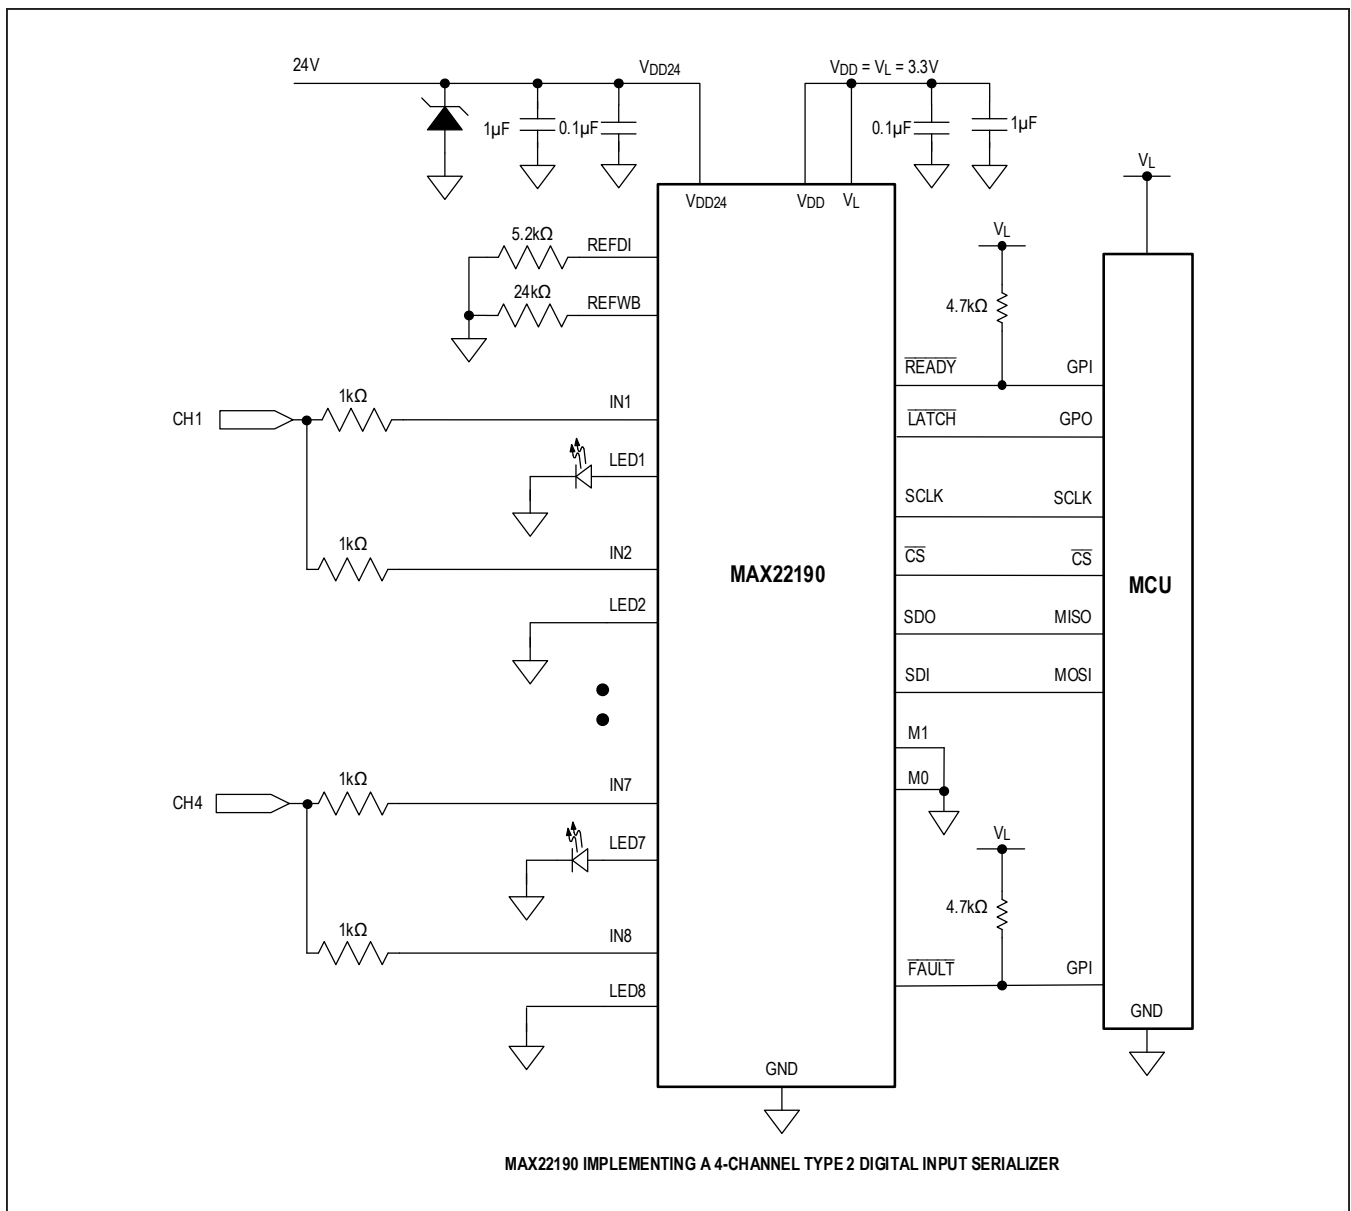 24V
VDD24
VDD = VL = 3.3V
1µF
0.1µF
0.1µF
1µF
VL
VDD24
VDD
VL
5.2kΩ
REFDI
24kΩ
REFWB
VL
4.7kΩ
READY
GPI
1kΩ
CH1
IN1
LATCH
GPO
LED1
SCLK
SCLK
1kΩ
IN2
CS
CS
MAX22190
MCU
LED2
SDO
MISO
SDI
MOSI
M1
M0
1kΩ
CH4
IN7
LED7
VL
4.7kΩ
1kΩ
IN8
FAULT
GPI
LED8
GND
GND
MAX22190 IMPLEMENTING A 4-CHANNEL TYPE 2 DIGITAL INPUT SERIALIZER